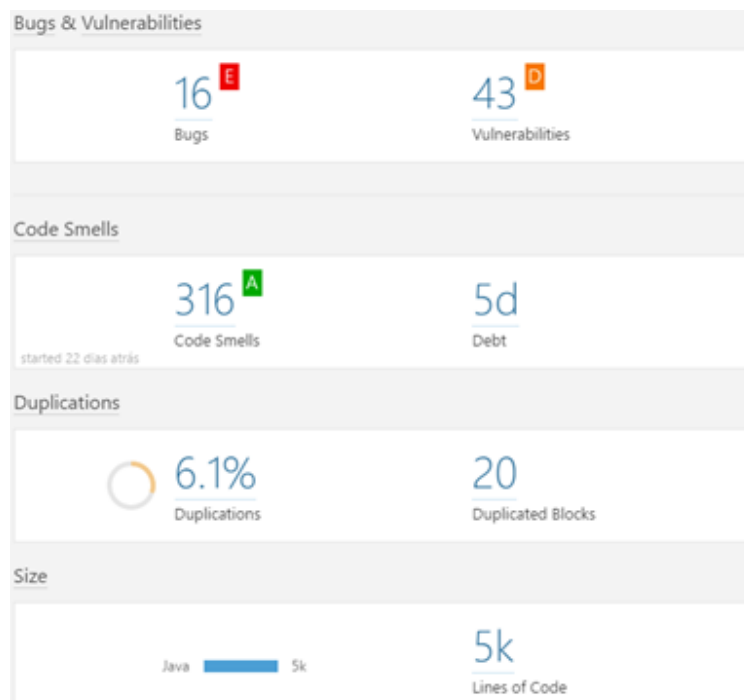 Bugs & Vulnerabilities
16 E 43 D
Bugs Vulnerabilities
Code Smells
316 A 5d
Code Smells Debt
started 22 dias atrás
Duplications
6.1% 20
Duplications Duplicated Blocks
Size
Java 5k 5k
Lines of Code